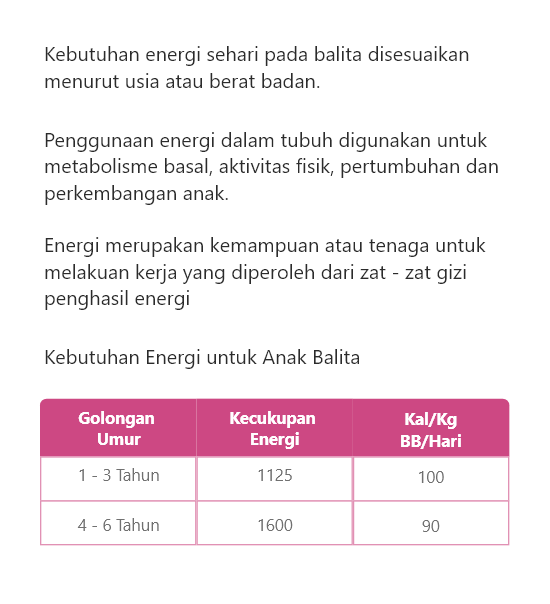 Kebutuhan energi sehari pada balita disesuaikan
menurut usia atau berat badan.
Penggunaan energi dalam tubuh digunakan untuk
metabolisme basal, aktivitas fisik, pertumbuhan dan
perkembangan anak.
Energi merupakan kemampuan atau tenaga untuk
melakuan kerja yang diperoleh dari zat - zat gizi
penghasil energi
Kebutuhan Energi untuk Anak Balita
Golongan Umur Kecukupan Energi Kal/Kg BB/Hari
1 - 3 Tahun 1125 100
4 - 6 Tahun 1600 90